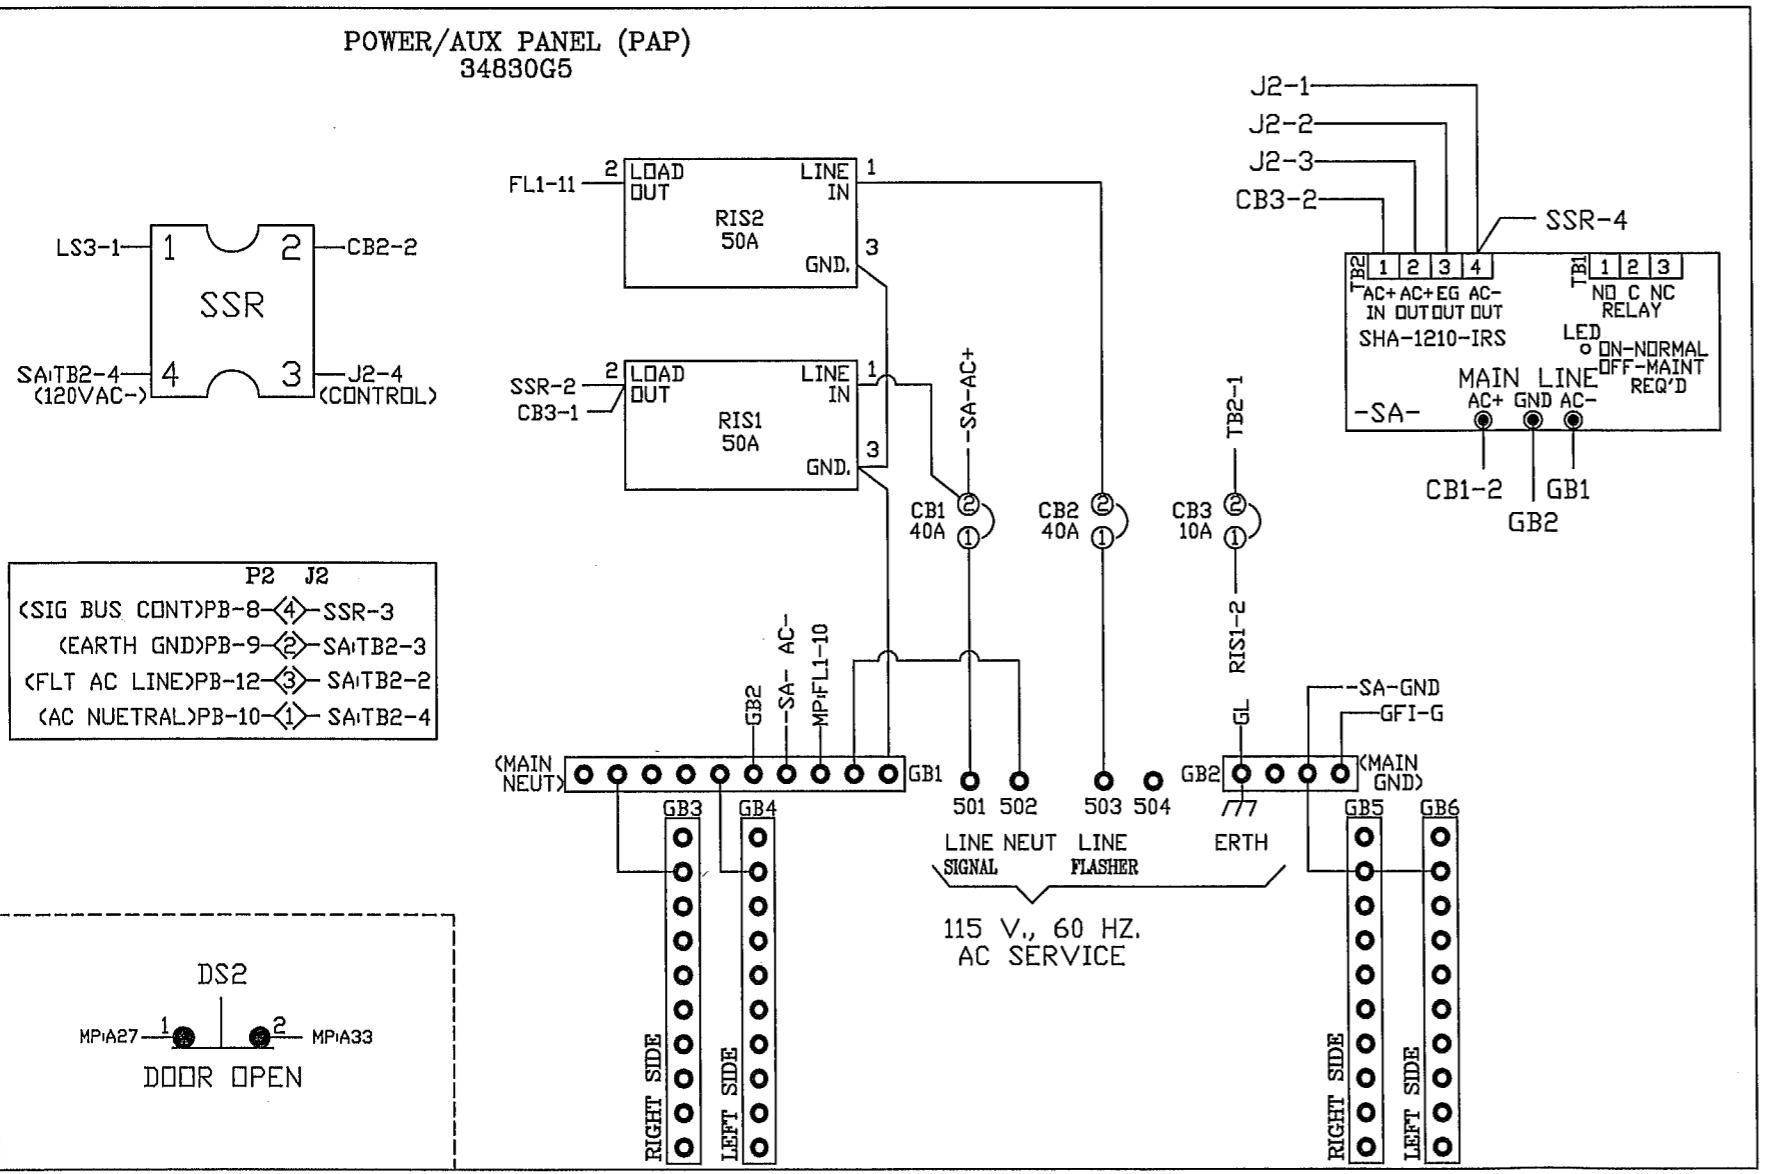 POWER/AUX PANEL (PAP)
34830G5
LS3-1
1
2
CB2-2
SSR
SA:TB2-4
(120VAC-)
4
3
J2-4
(CONTROL)
FL1-11
2
LOAD OUT
LINE IN
1
RIS2
50A
3
GND.
SSR-2
CB3-1
2
LOAD OUT
LINE IN
1
RIS1
50A
3
GND.
J2-1
J2-2
J2-3
CB3-2
SSR-4
TB2
1 2 3 4
AC+ AC+ EG AC-
IN OUT OUT OUT
TB1
1 2 3
NO C NC
RELAY
SHA-1210-IRS
LED
ON-NORMAL
OFF-MAINT
REQ'D
MAIN LINE
AC+ GND AC-
-SA-
CB1-2
GB2
GB1
-SA-AC+
CB1
40A
2
1
CB2
40A
2
1
TB2-1
CB3
10A
2
1
RIS1-2
P2 J2
(SIG BUS CONT)PB-8 4 SSR-3
(EARTH GND)PB-9 2 SA:TB2-3
(FLT AC LINE)PB-12 3 SA:TB2-2
(AC NUETRAL)PB-10 1 SA:TB2-4
GB2
-SA- AC-
MP:FL1-10
(MAIN NEUT)
GB1
GB3
GB4
RIGHT SIDE
LEFT SIDE
501 502 503 504
LINE NEUT LINE
SIGNAL FLASHER
ERTH
115 V., 60 HZ.
AC SERVICE
GL
-SA-GND
GFI-G
GB2
(MAIN GND)
GB5
GB6
RIGHT SIDE
LEFT SIDE
DS2
MP:A27
1
2
MP:A33
DOOR OPEN